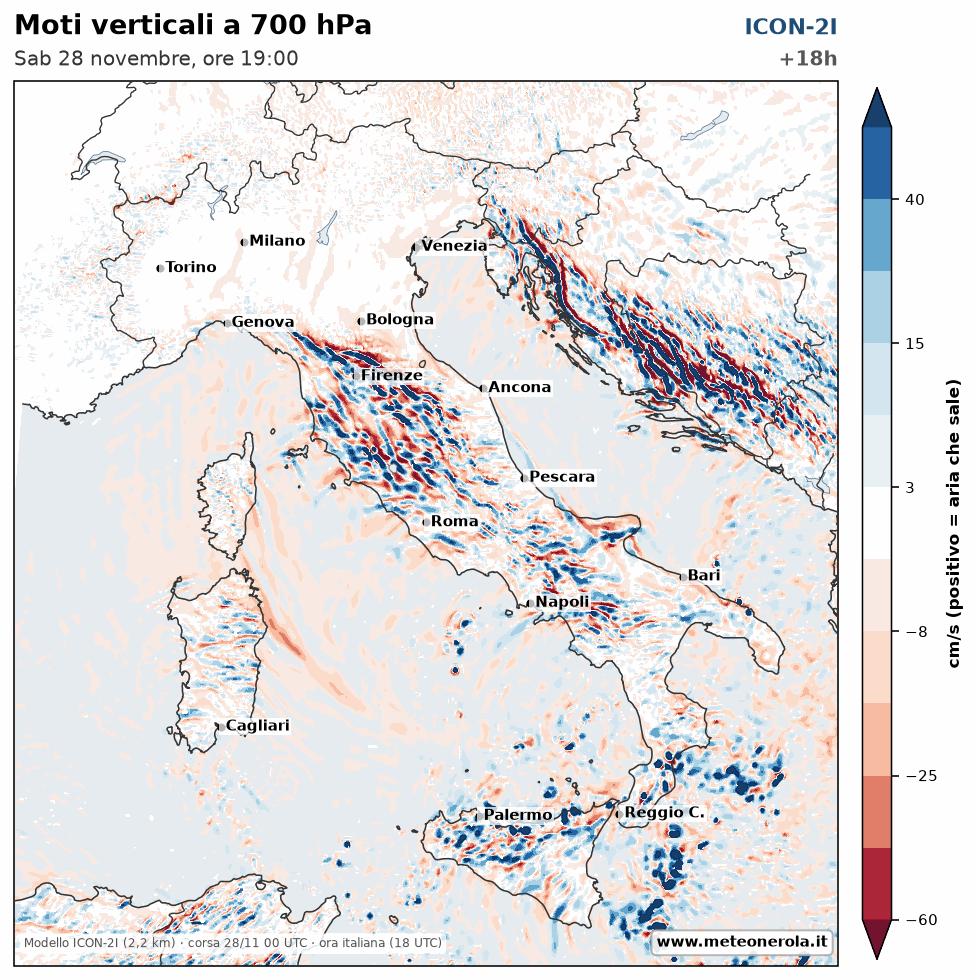 Moti verticali a 700 hPa
ICON-2I
Sab 28 novembre, ore 19:00
+18h
Milano
Venezia
Torino
Genova
Bologna
Firenze
Ancona
Pescara
Roma
Bari
Napoli
Cagliari
Palermo
Reggio C.
40
15
3
−8
−25
−60
cm/s (positivo = aria che sale)
Modello ICON-2I (2,2 km) · corsa 28/11 00 UTC · ora italiana (18 UTC)
www.meteonerola.it